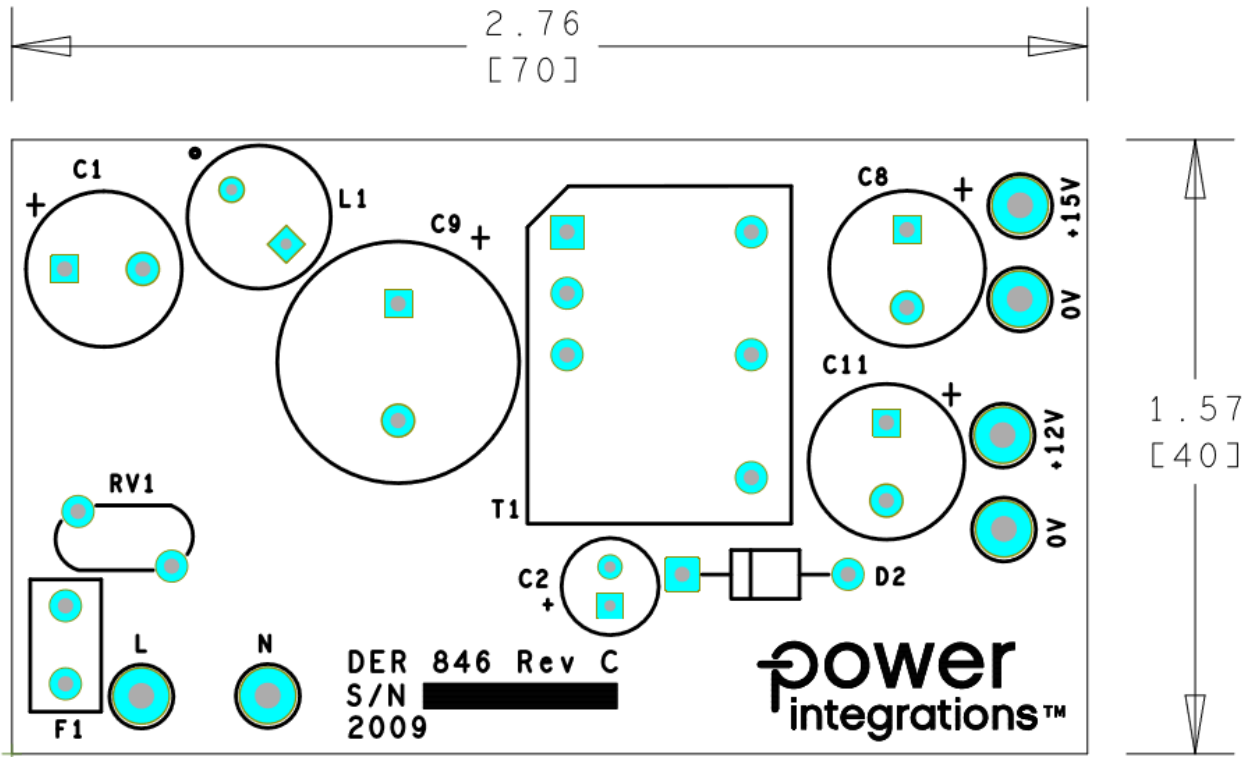 2.76
[70]
C1
+
L1
C9 +
C8 +
+15V
0V
1.57
[40]
C11 +
+12V
0V
RV1
T1
C2
+
D2
L
N
F1
DER 846 Rev C
S/N
2009
power
integrations™